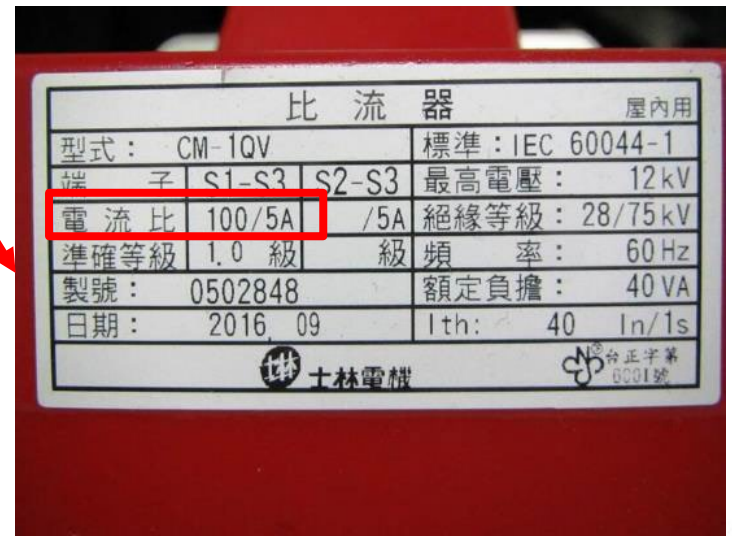 比流器 屋內用
型式： CM-1QV 標準：IEC 60044-1
端子 S1-S3 S2-S3 最高電壓： 12kV
電流比 100/5A /5A 絕緣等級：28/75kV
準確等級 1.0 級 級 頻率： 60Hz
製號： 0502848 額定負擔： 40VA
日期： 2016. 09 Ith: 40 In/1s
士林電機 台正字第
6001號